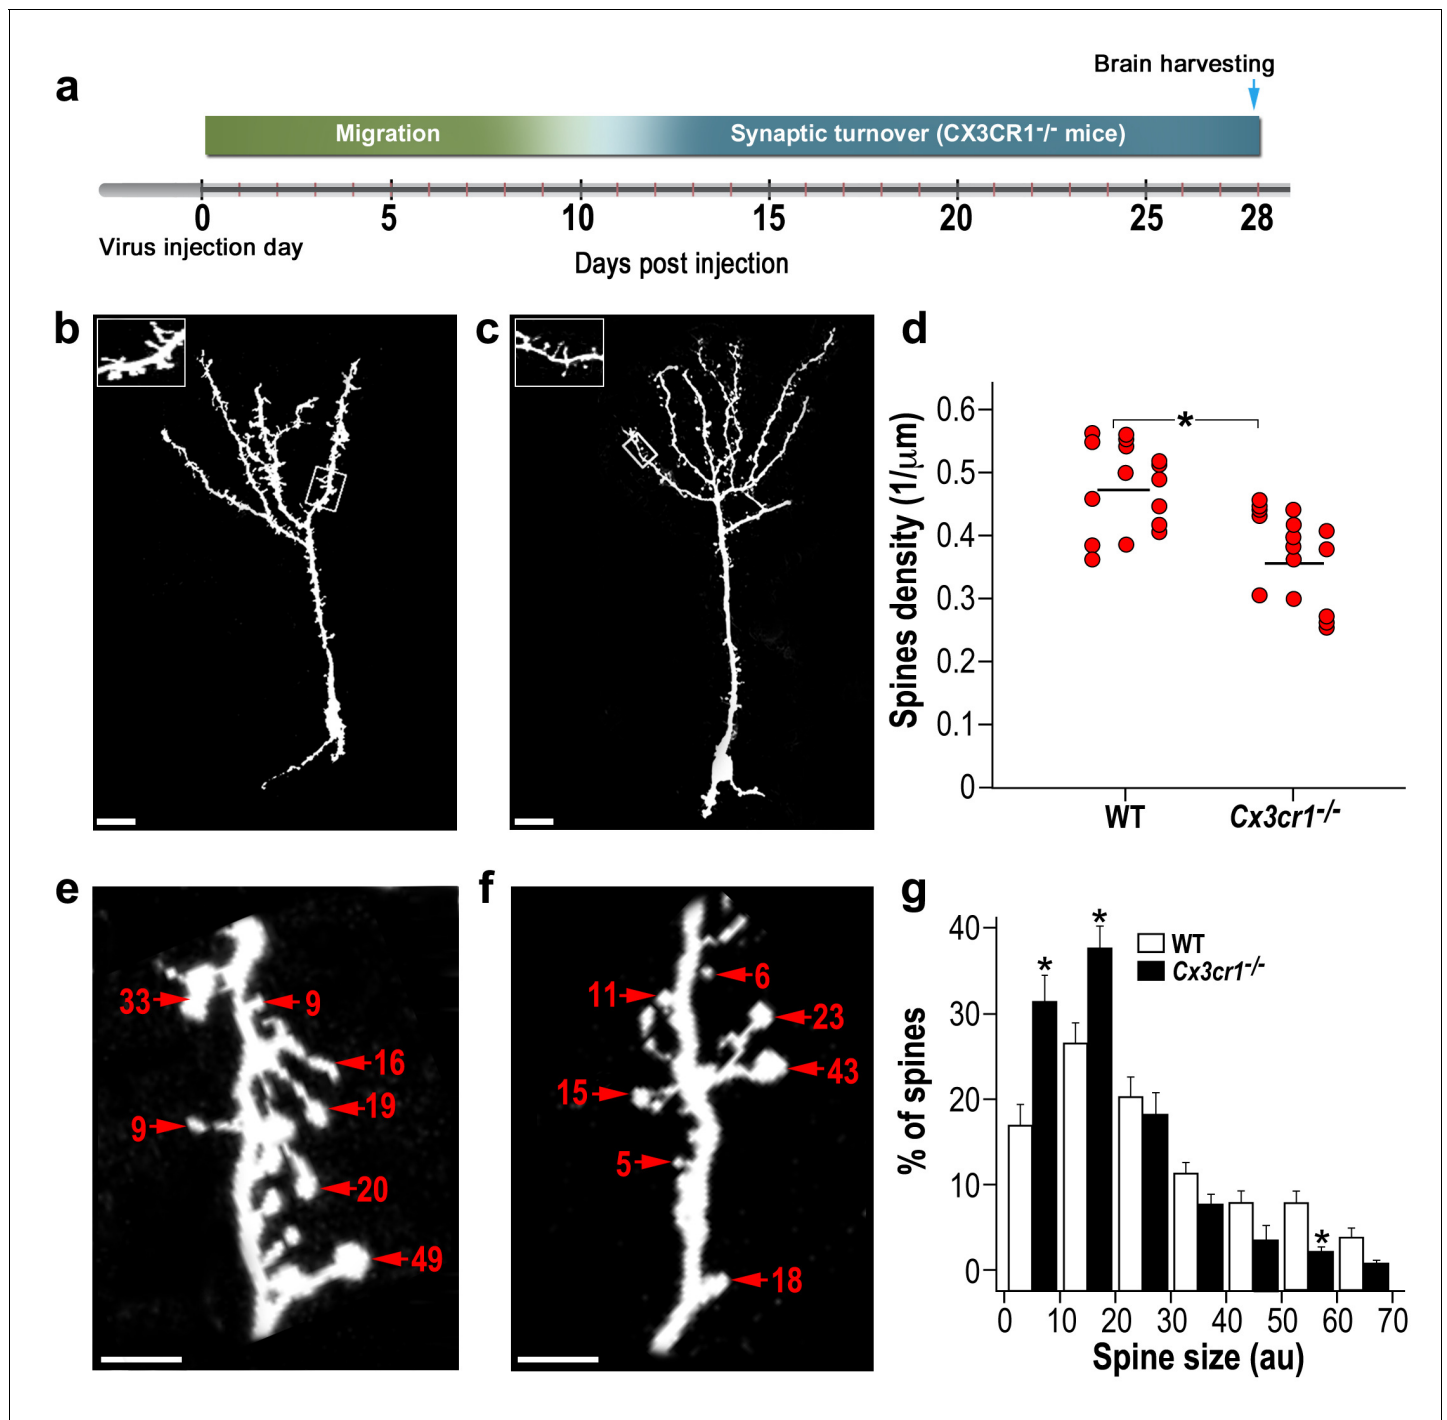 a
Brain harvesting
Migration
Synaptic turnover (CX3CR1-/- mice)
0 5 10 15 20 25 28
Virus injection day
Days post injection
b
c
d
Spines density (1/μm)
0.6
0.5
0.4
0.3
0.2
0.1
0
*
WT Cx3cr1-/-
e
33
9
16
19
9
20
49
f
6
11
23
43
15
5
18
g
% of spines
40
30
20
10
0
*
*
*
WT
Cx3cr1-/-
0 10 20 30 40 50 60 70
Spine size (au)